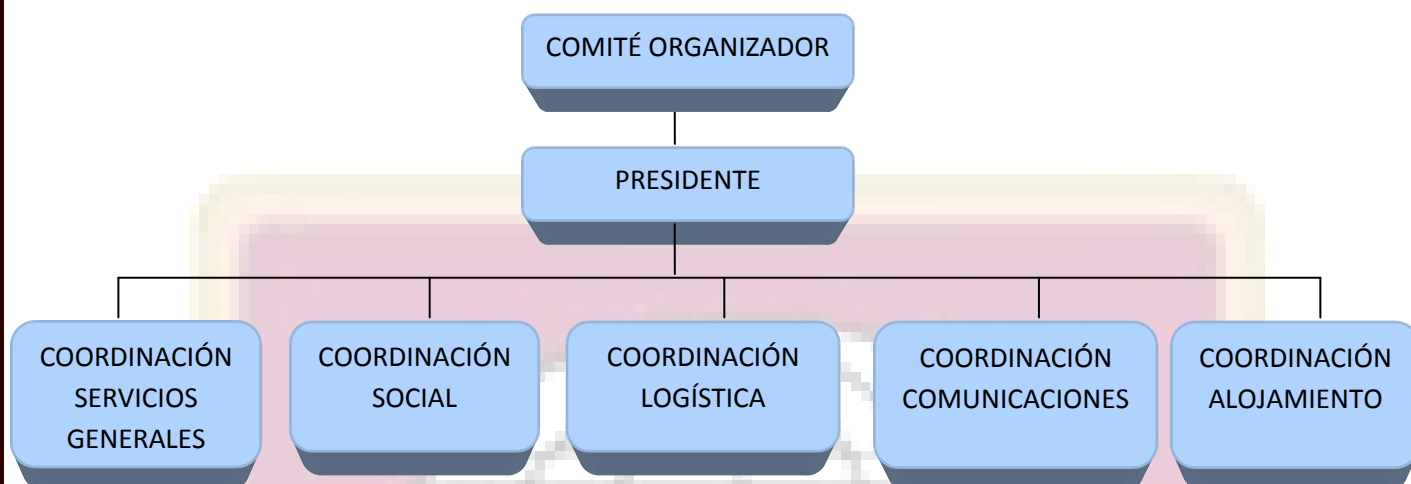 COMITÉ ORGANIZADOR
PRESIDENTE
COORDINACIÓN
SERVICIOS
GENERALES
COORDINACIÓN
SOCIAL
COORDINACIÓN
LOGÍSTICA
COORDINACIÓN
COMUNICACIONES
COORDINACIÓN
ALOJAMIENTO